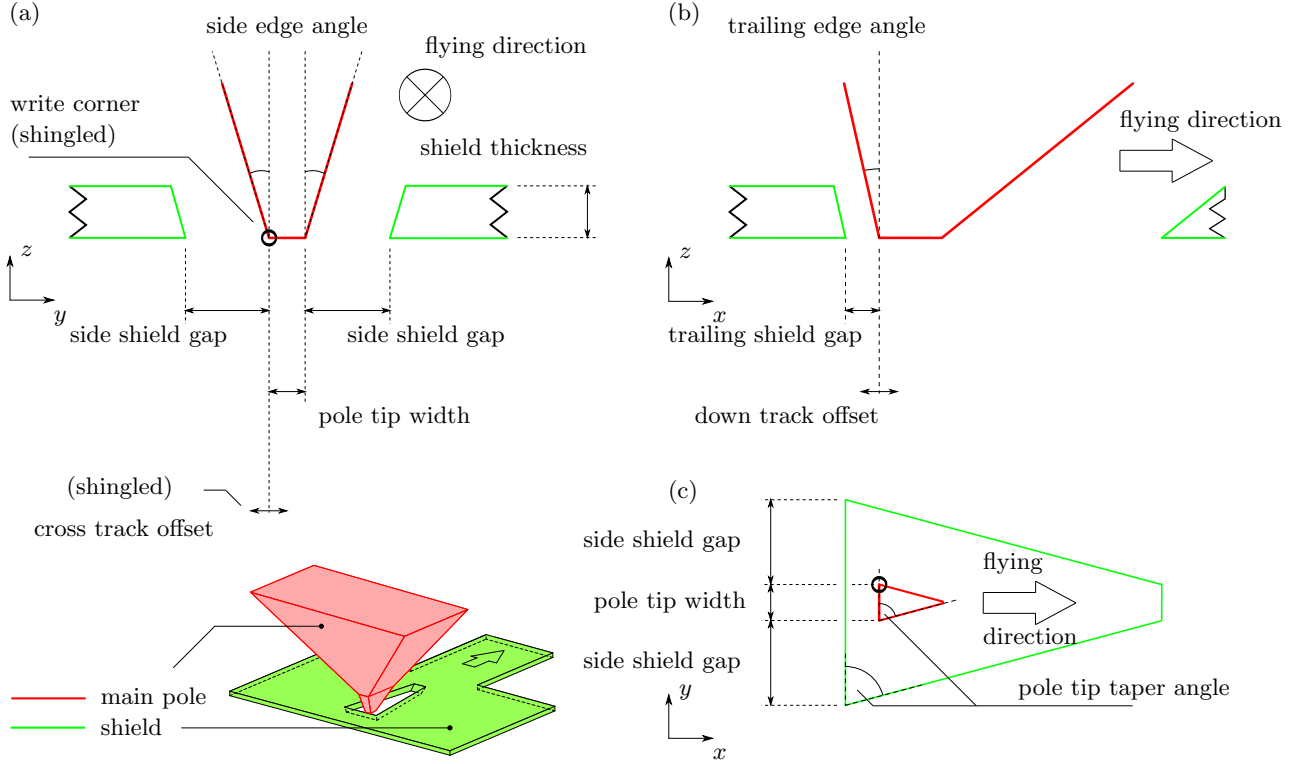 (a)
side edge angle
flying direction
write corner
(shingled)
shield thickness
z
y
side shield gap
side shield gap
pole tip width
(shingled)
cross track offset
main pole
shield
(b)
trailing edge angle
flying direction
z
x
trailing shield gap
down track offset
(c)
side shield gap
flying
pole tip width
direction
side shield gap
pole tip taper angle
y
x